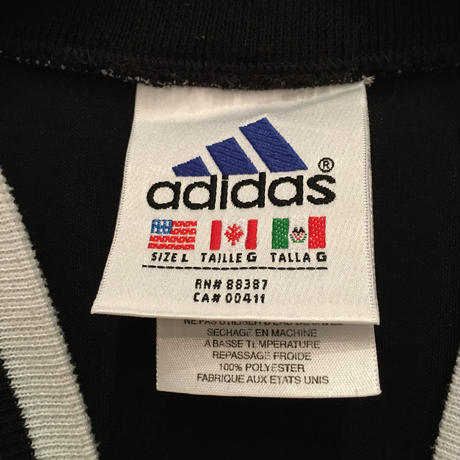 adidas®
SIZE L TAILLE G TALLA G
RN# 88387
CA# 00411
SECHAGE EN MACHINE
A BASSE TEMPERATURE
REPASSAGE FROIDE
100% POLYESTER
FABRIQUE AUX ETATS UNIS